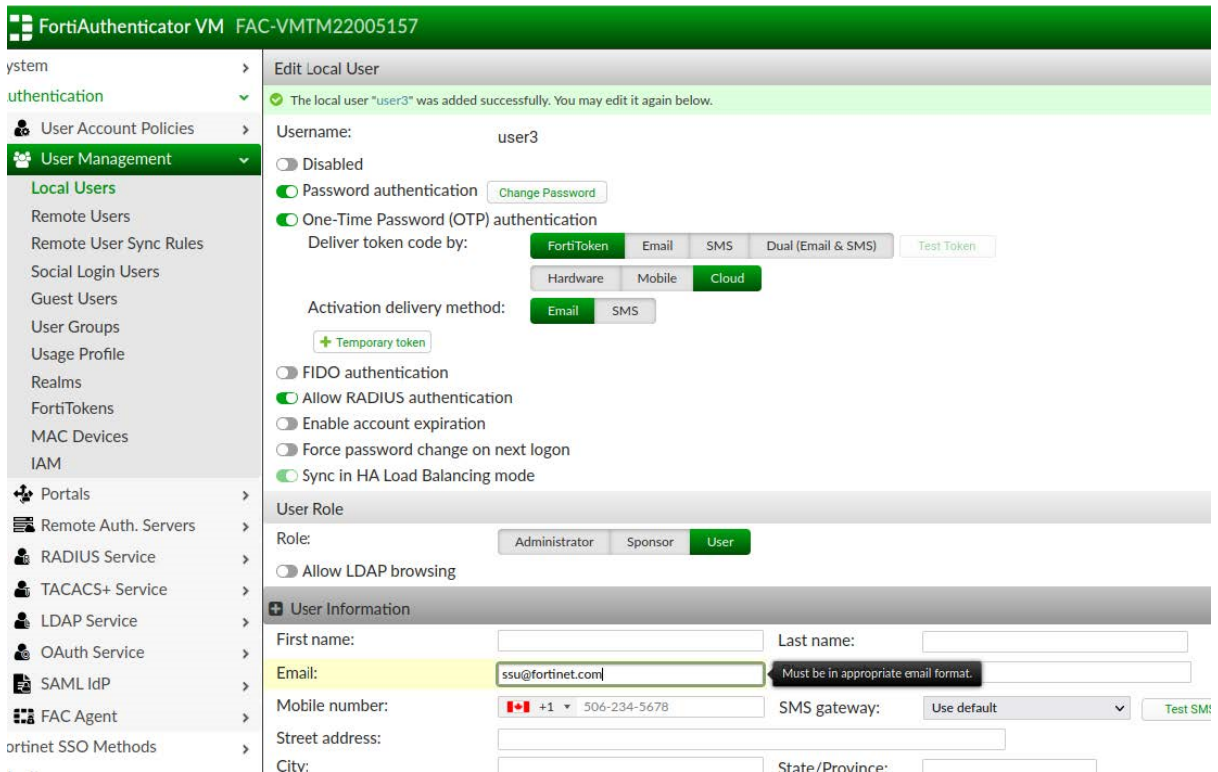 FortiAuthenticator VM FAC-VMTM22005157
ystem
uthentication
User Account Policies
User Management
Local Users
Remote Users
Remote User Sync Rules
Social Login Users
Guest Users
User Groups
Usage Profile
Realms
FortiTokens
MAC Devices
IAM
Portals
Remote Auth. Servers
RADIUS Service
TACACS+ Service
LDAP Service
OAuth Service
SAML IdP
FAC Agent
ortinet SSO Methods
Edit Local User
The local user "user3" was added successfully. You may edit it again below.
Username: user3
Disabled
Password authentication Change Password
One-Time Password (OTP) authentication
Deliver token code by: FortiToken Email SMS Dual (Email & SMS) Test Token
Hardware Mobile Cloud
Activation delivery method: Email SMS
+ Temporary token
FIDO authentication
Allow RADIUS authentication
Enable account expiration
Force password change on next logon
Sync in HA Load Balancing mode
User Role
Role: Administrator Sponsor User
Allow LDAP browsing
User Information
First name: Last name:
Email: ssu@fortinet.com Must be in appropriate email format.
Mobile number: +1 506-234-5678 SMS gateway: Use default Test SMS
Street address:
City: State/Province: